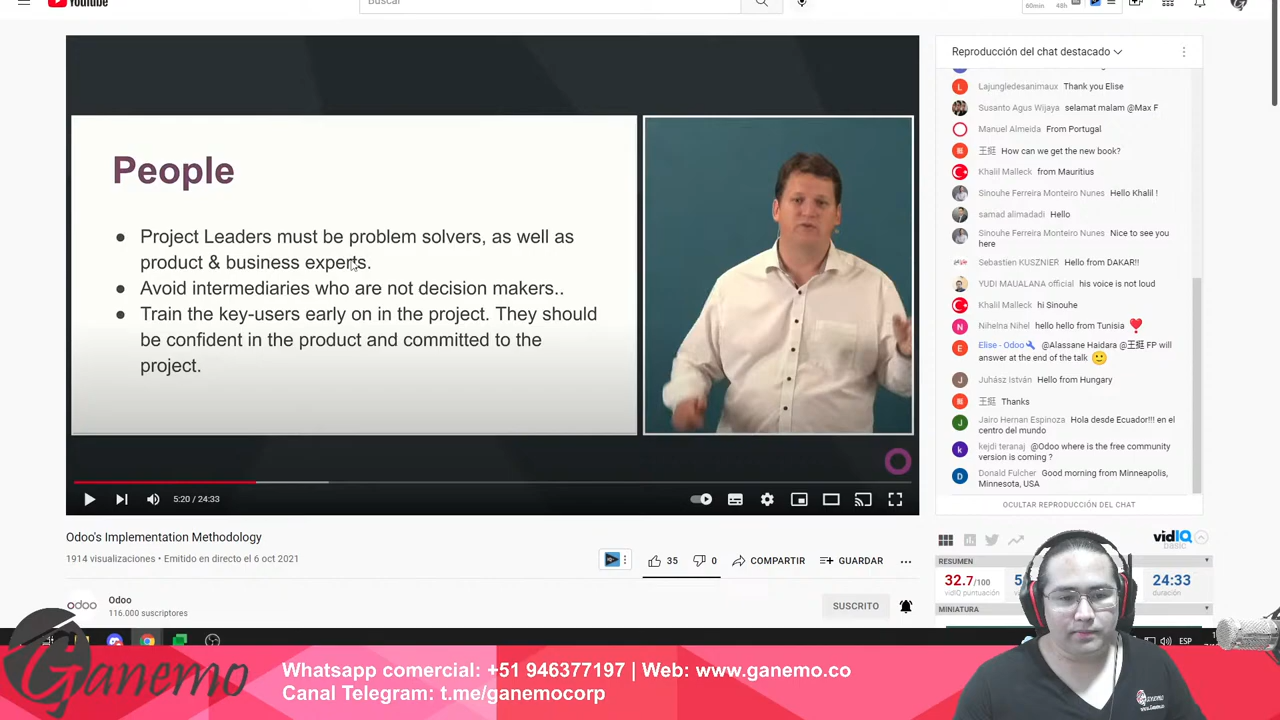 YouTube
Buscar
60min 48h
People
● Project Leaders must be problem solvers, as well as
product & business experts.
● Avoid intermediaries who are not decision makers..
● Train the key-users early on in the project. They should
be confident in the product and committed to the
project.
5:20 / 24:33
Odoo's Implementation Methodology
1914 visualizaciones • Emitido en directo el 6 oct 2021
35
0
COMPARTIR
GUARDAR
odoo
Odoo
116.000 suscriptores
SUSCRITO
Reproducción del chat destacado
L Lajungledesanimaux Thank you Elise
Susanto Agus Wijaya selamat malam @Max F
Manuel Almeida From Portugal
挺 王挺 How can we get the new book?
Khalil Malleck from Mauritius
Sinouhe Ferreira Monteiro Nunes Hello Khalil !
samad alimadadi Hello
Sinouhe Ferreira Monteiro Nunes Nice to see you
here
Sebastien KUSZNIER Hello from DAKAR!!
YUDI MAUALANA official his voice is not loud
Khalil Malleck hi Sinouhe
N Nihelna Nihel hello hello from Tunisia ❣️
E Elise - Odoo🔧 @Alassane Haidara @王挺 FP will
answer at the end of the talk 🙂
J Juhász István Hello from Hungary
挺 王挺 Thanks
J Jairo Hernan Espinoza Hola desde Ecuador!!! en el
centro del mundo
k kejdi teranaj @Odoo where is the free community
version is coming ?
D Donald Fulcher Good morning from Minneapolis,
Minnesota, USA
OCULTAR REPRODUCCIÓN DEL CHAT
vidIQ
basic
RESUMEN
32.7/100
vidIQ puntuación
24:33
duración
MINIATURA
ESP
Ganemo
Whatsapp comercial: +51 946377197 | Web: www.ganemo.co
Canal Telegram: t.me/ganemocorp